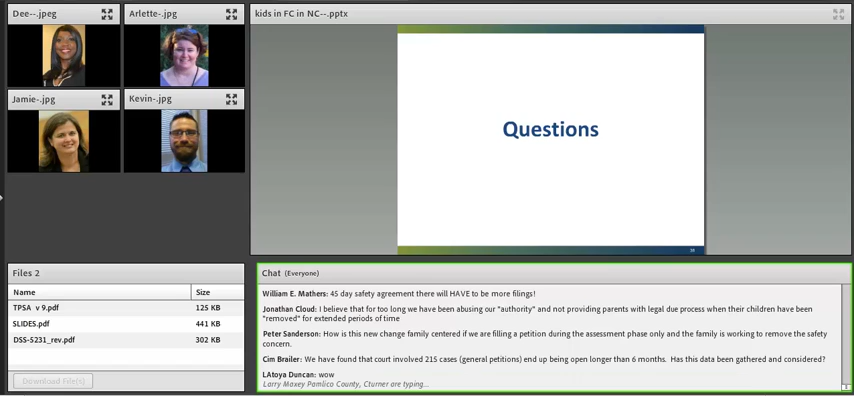 Dee--.jpeg
Arlette-.jpg
kids in FC in NC--.pptx
Jamie-.jpg
Kevin-.jpg
Questions
Files 2
Name Size
TPSA v 9.pdf 125 KB
SLIDES.pdf 441 KB
DSS-5231_rev.pdf 302 KB
Download File(s)
Chat (Everyone)
William E. Mathers: 45 day safety agreement there will HAVE to be more filings!
Jonathan Cloud: I believe that for too long we have been abusing our "authority" and not providing parents with legal due process when their children have been
"removed" for extended periods of time
Peter Sanderson: How is this new change family centered if we are filling a petition during the assessment phase only and the family is working to remove the safety
concern.
Cim Brailer: We have found that court involved 215 cases (general petitions) end up being open longer than 6 months. Has this data been gathered and considered?
LAtoya Duncan: wow
Larry Maxey Pamlico County, Cturner are typing...